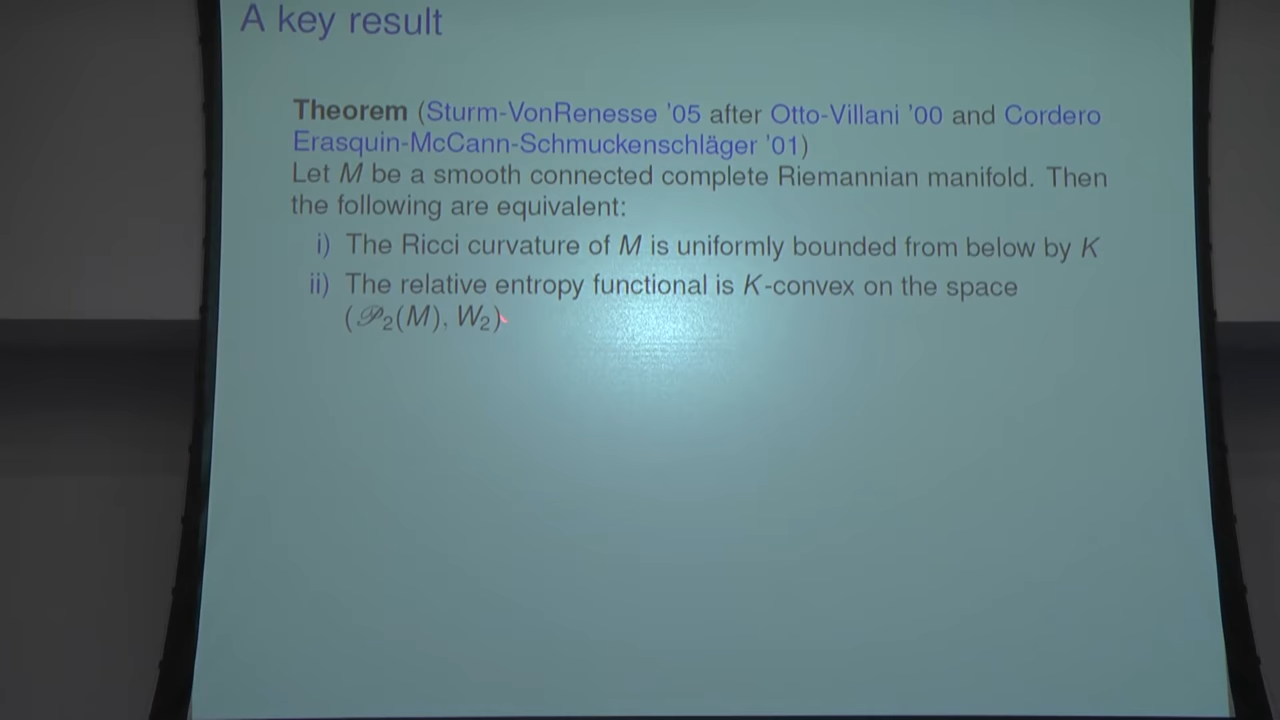 A key result
Theorem (Sturm-VonRenesse '05 after Otto-Villani '00 and Cordero
Erasquin-McCann-Schmuckenschläger '01)
Let M be a smooth connected complete Riemannian manifold. Then
the following are equivalent:
i) The Ricci curvature of M is uniformly bounded from below by K
ii) The relative entropy functional is K-convex on the space
(𝒫₂(M), W₂)